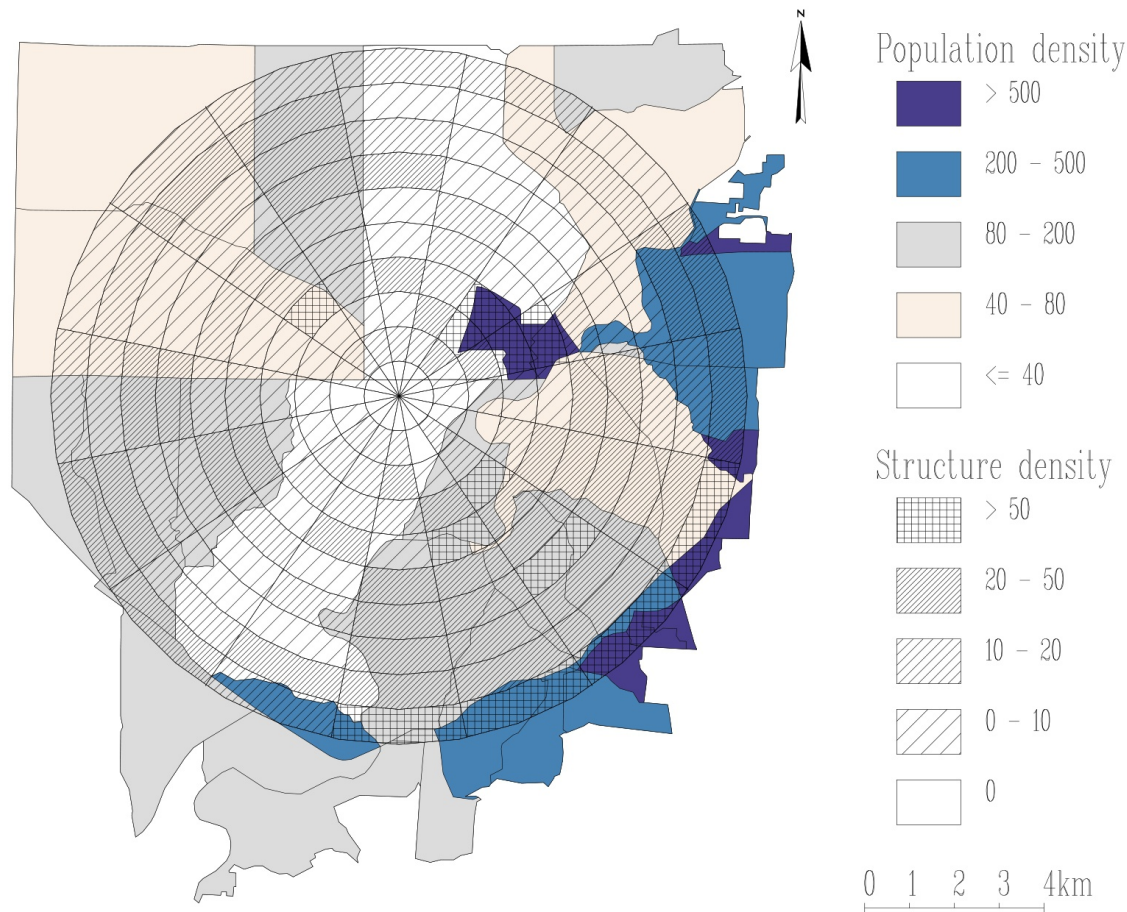 N
Population density
> 500
200 - 500
80 - 200
40 - 80
<= 40
Structure density
> 50
20 - 50
10 - 20
0 - 10
0
0 1 2 3 4km